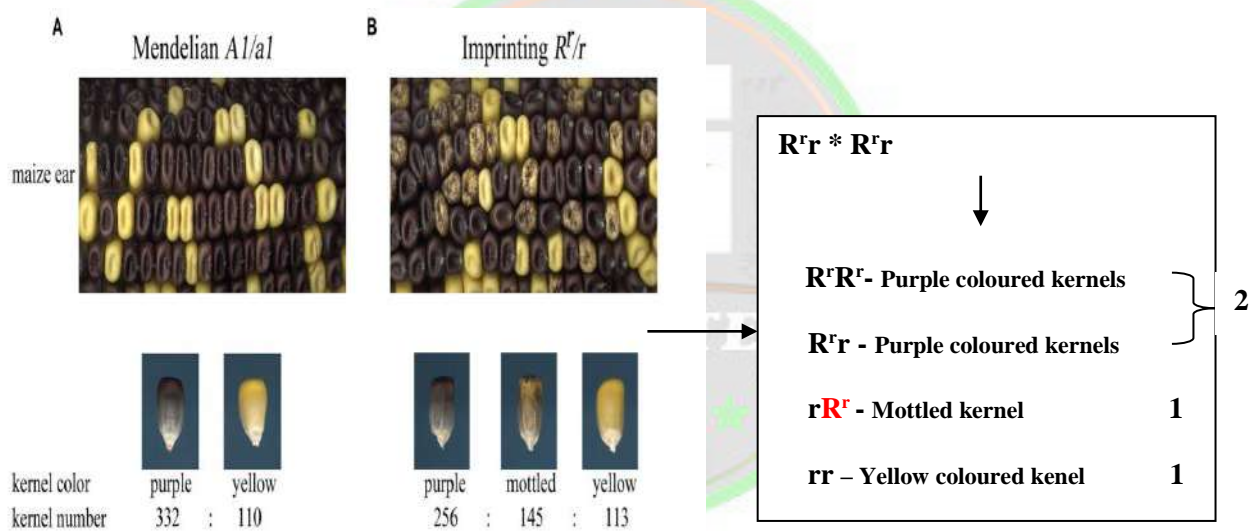 A
Mendelian A1/a1
B
Imprinting Rʳ/r
maize ear
kernel color
purple
yellow
purple
mottled
yellow
kernel number
332 : 110
256 : 145 : 113
Rʳr * Rʳr
RʳRʳ- Purple coloured kernels
Rʳr - Purple coloured kernels
2
rRʳ - Mottled kernel 1
rr – Yellow coloured kenel 1